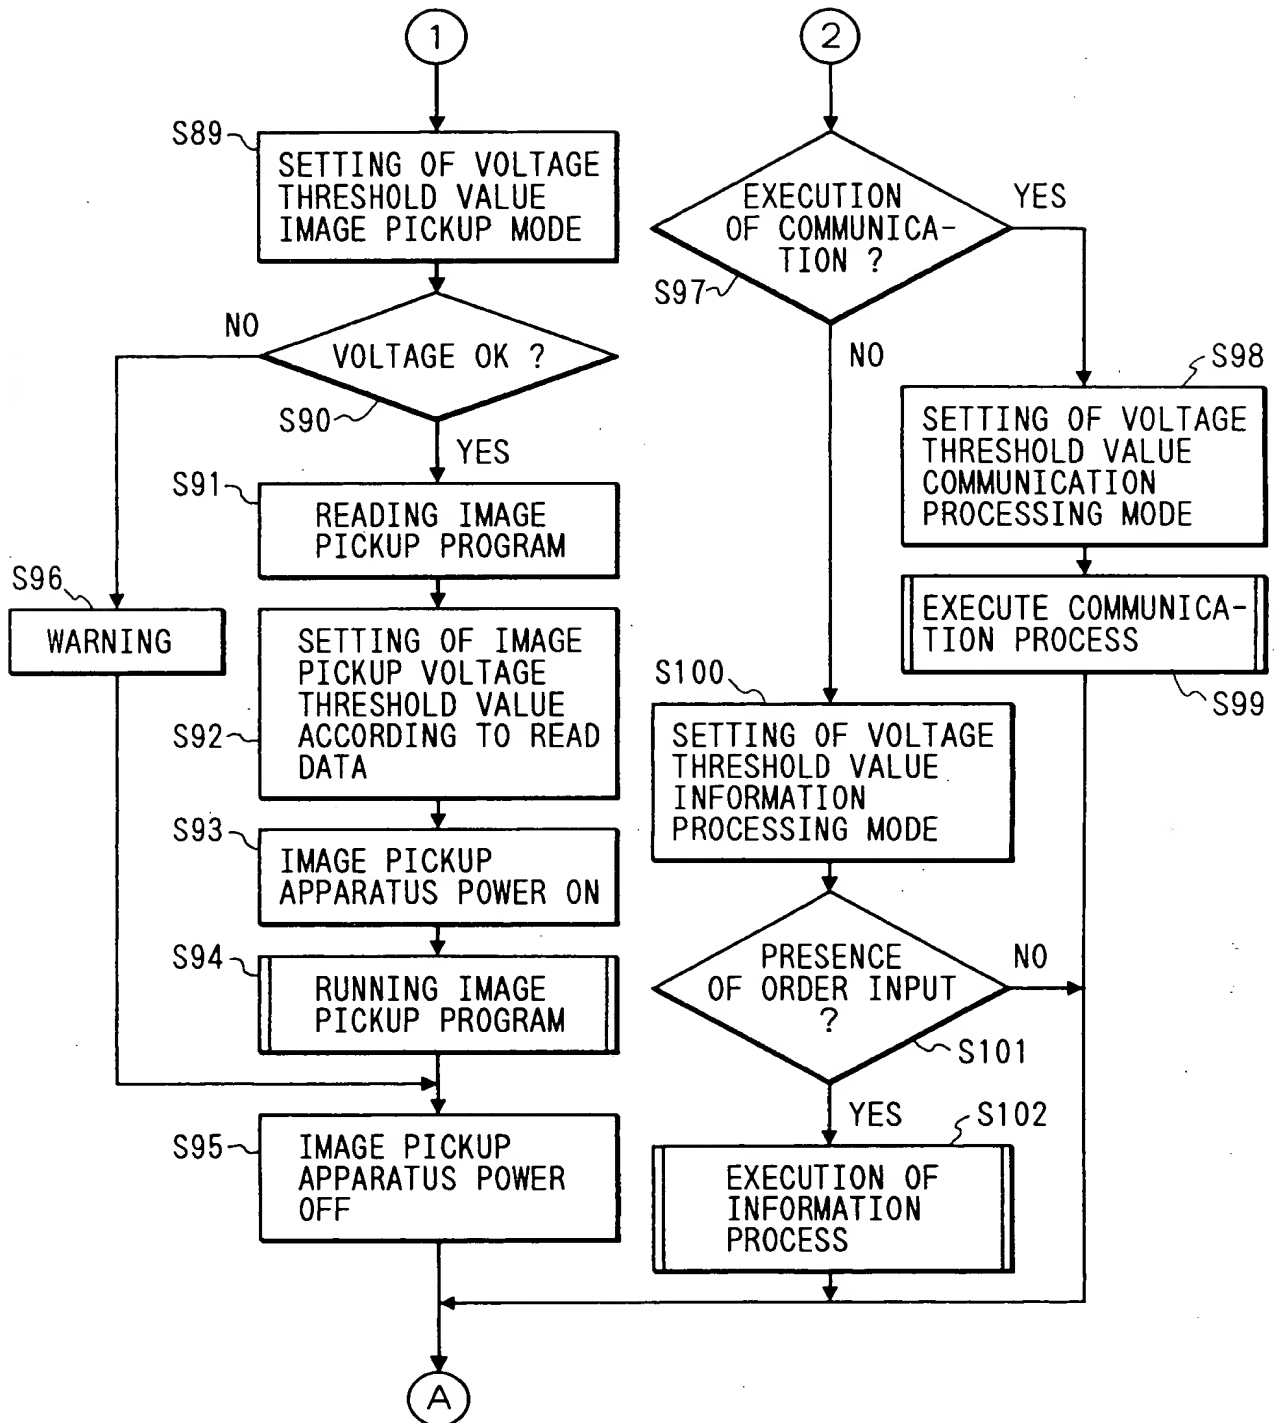 1
S89
SETTING OF VOLTAGE
THRESHOLD VALUE
IMAGE PICKUP MODE
NO
VOLTAGE OK ?
S90
YES
S91
READING IMAGE
PICKUP PROGRAM
S96
WARNING
S92
SETTING OF IMAGE
PICKUP VOLTAGE
THRESHOLD VALUE
ACCORDING TO READ
DATA
S93
IMAGE PICKUP
APPARATUS POWER ON
S94
RUNNING IMAGE
PICKUP PROGRAM
S95
IMAGE PICKUP
APPARATUS POWER
OFF
A
2
EXECUTION
OF COMMUNICA-
TION ?
YES
S97
NO
S98
SETTING OF VOLTAGE
THRESHOLD VALUE
COMMUNICATION
PROCESSING MODE
EXECUTE COMMUNICA-
TION PROCESS
S99
S100
SETTING OF VOLTAGE
THRESHOLD VALUE
INFORMATION
PROCESSING MODE
PRESENCE
OF ORDER INPUT
?
NO
S101
YES
S102
EXECUTION OF
INFORMATION
PROCESS